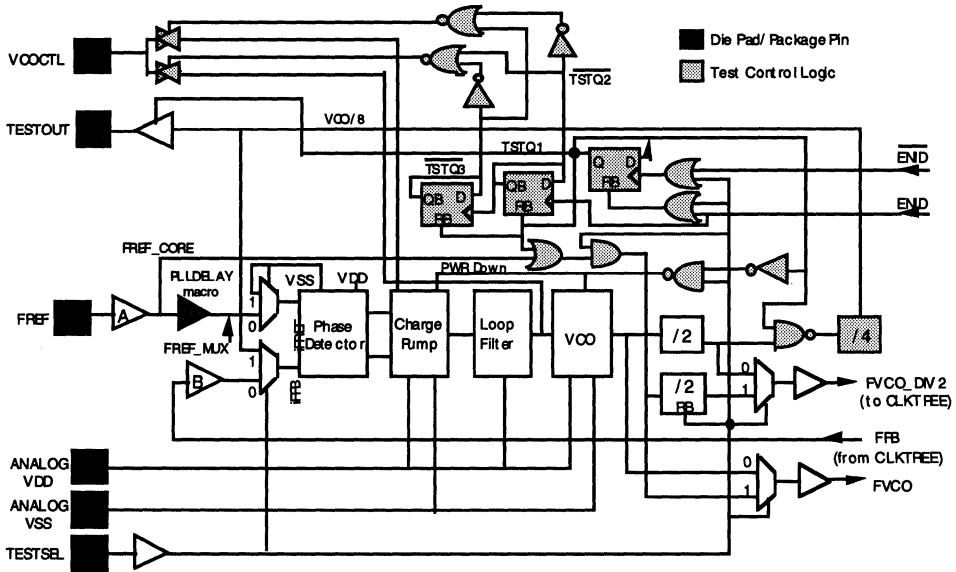 Die Pad/ Package Pin
Test Control Logic
VCOCTL
TSTQ2
TESTOUT
VCO/8
TSTQ1
TSTQ3
Q D
RB
QB D
RB
QB D
RB
ENID
ENID
FREF_CORE
PLLDELAY
macro
PWR Down
VSS
VDD
FREF
A
1
0
FREF_MUX
Phase
Detector
Charge
Pump
Loop
Filter
VCO
/2
/4
1
0
B
/2
RB
0
1
FVCO_DIV2
(to CLKTREE)
FFB
(from CLKTREE)
ANALOG
VDD
0
1
FVCO
ANALOG
VSS
TESTSEL